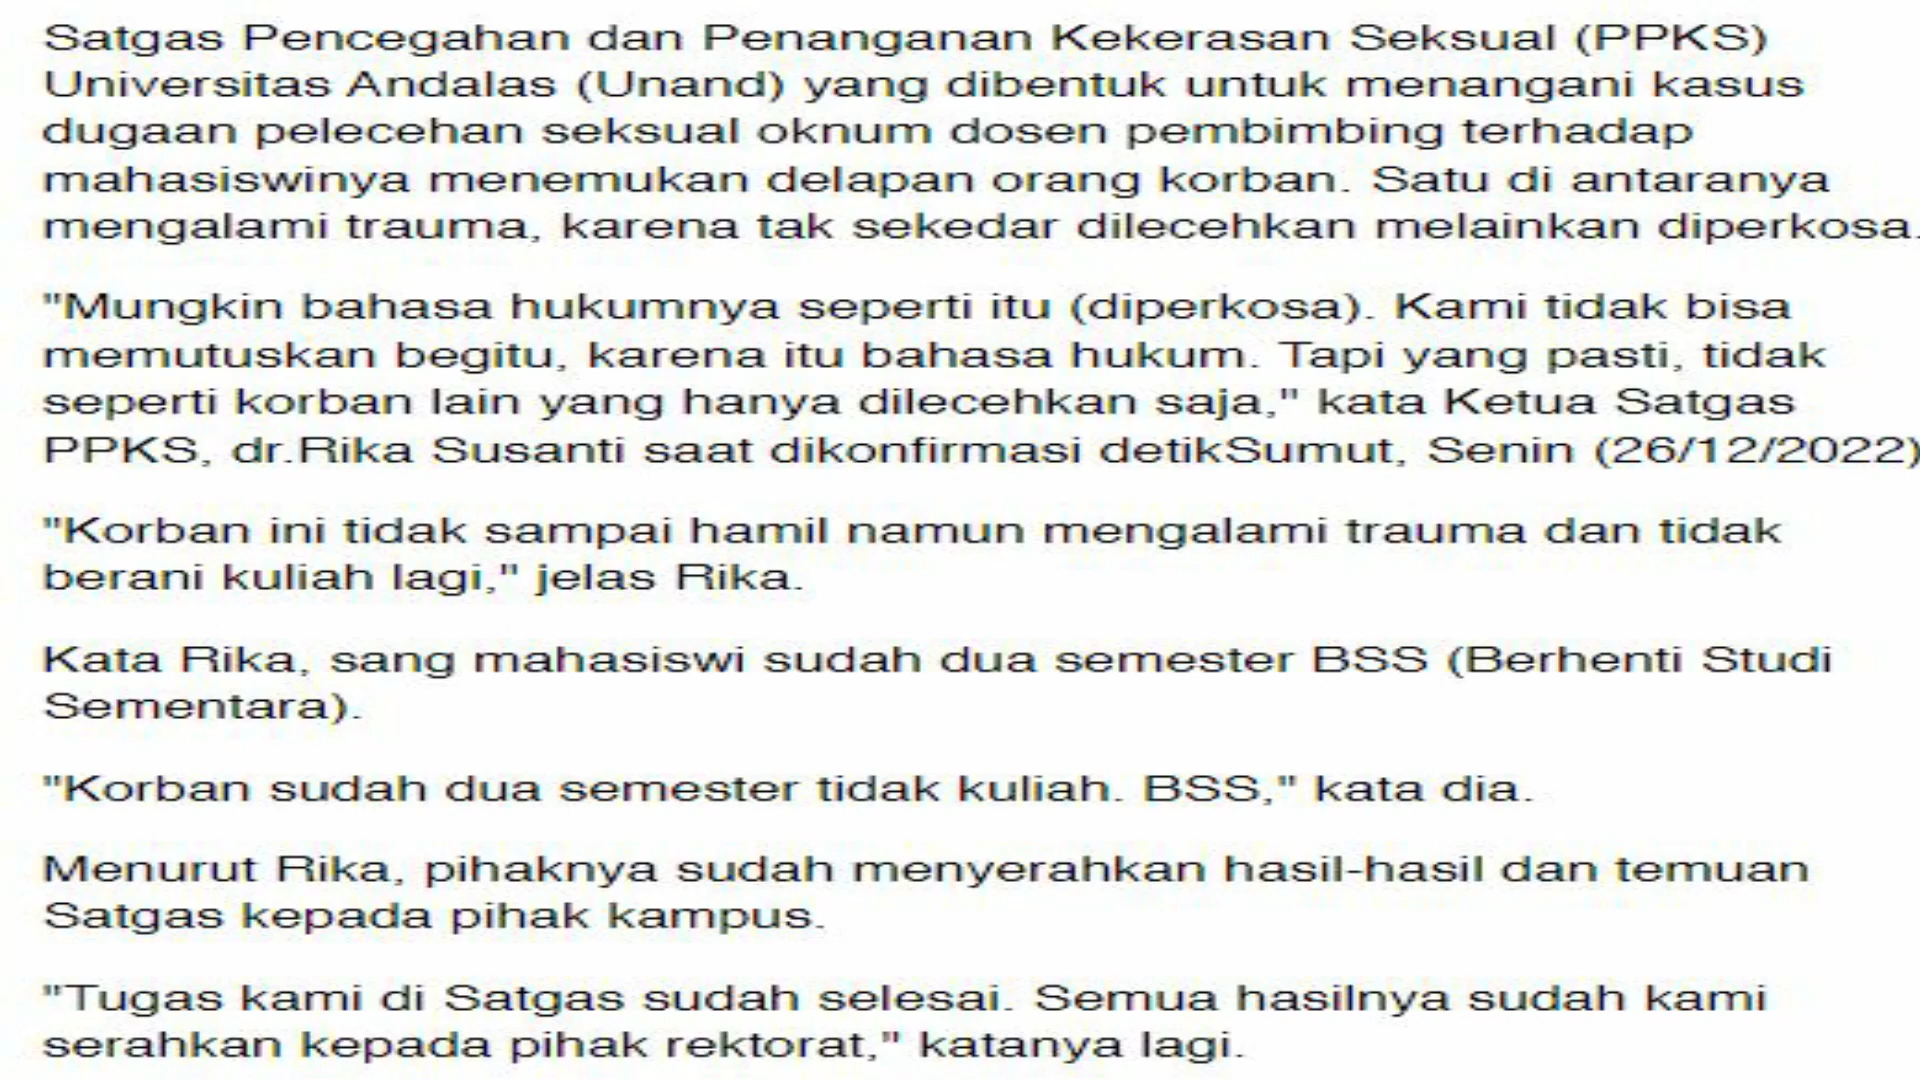 Satgas Pencegahan dan Penanganan Kekerasan Seksual (PPKS)
Universitas Andalas (Unand) yang dibentuk untuk menangani kasus
dugaan pelecehan seksual oknum dosen pembimbing terhadap
mahasiswinya menemukan delapan orang korban. Satu di antaranya
mengalami trauma, karena tak sekedar dilecehkan melainkan diperkosa.
"Mungkin bahasa hukumnya seperti itu (diperkosa). Kami tidak bisa
memutuskan begitu, karena itu bahasa hukum. Tapi yang pasti, tidak
seperti korban lain yang hanya dilecehkan saja," kata Ketua Satgas
PPKS, dr.Rika Susanti saat dikonfirmasi detikSumut, Senin (26/12/2022)
"Korban ini tidak sampai hamil namun mengalami trauma dan tidak
berani kuliah lagi," jelas Rika.
Kata Rika, sang mahasiswi sudah dua semester BSS (Berhenti Studi
Sementara).
"Korban sudah dua semester tidak kuliah. BSS," kata dia.
Menurut Rika, pihaknya sudah menyerahkan hasil-hasil dan temuan
Satgas kepada pihak kampus.
"Tugas kami di Satgas sudah selesai. Semua hasilnya sudah kami
serahkan kepada pihak rektorat," katanya lagi.